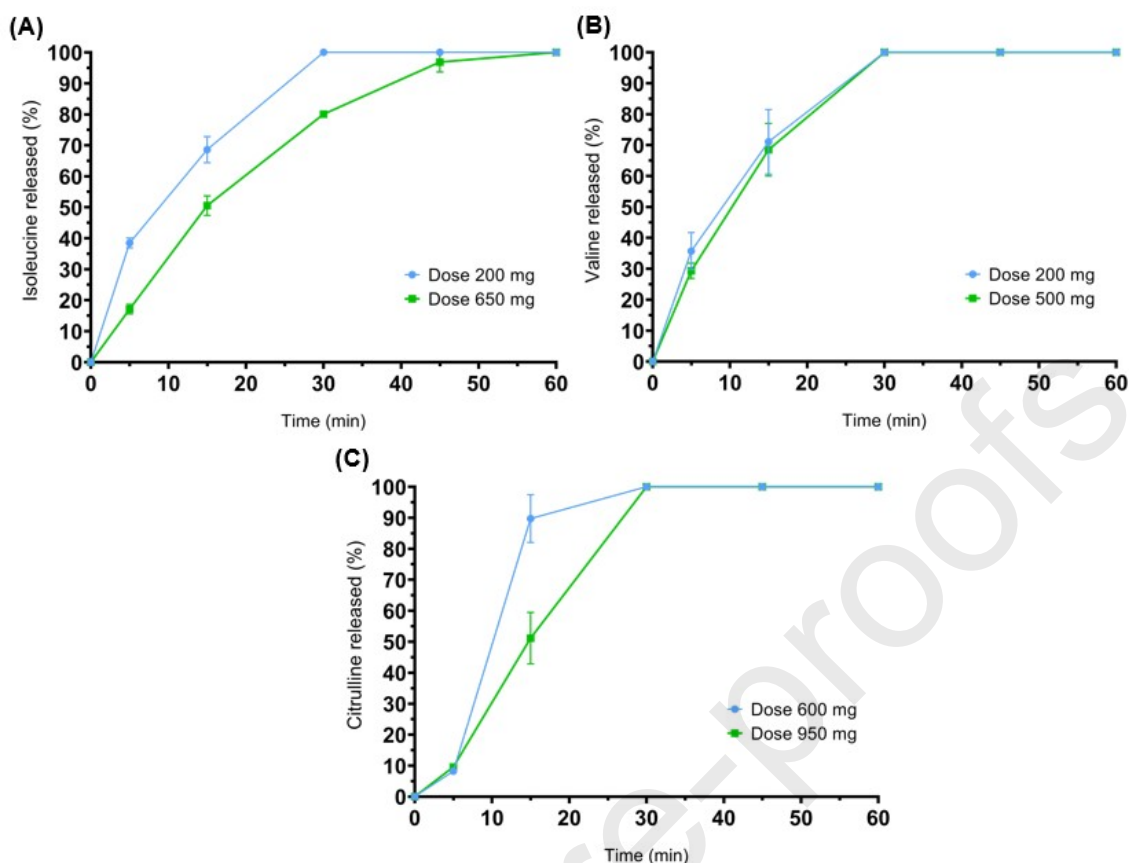 (A)
Isoleucine released (%)
100
90
80
70
60
50
40
30
20
10
0
0 10 20 30 40 50 60
Time (min)
Dose 200 mg
Dose 650 mg
(B)
Valine released (%)
100
90
80
70
60
50
40
30
20
10
0
0 10 20 30 40 50 60
Time (min)
Dose 200 mg
Dose 500 mg
(C)
Citrulline released (%)
100
90
80
70
60
50
40
30
20
10
0
0 10 20 30 40 50 60
Time (min)
Dose 600 mg
Dose 950 mg
re-proofs